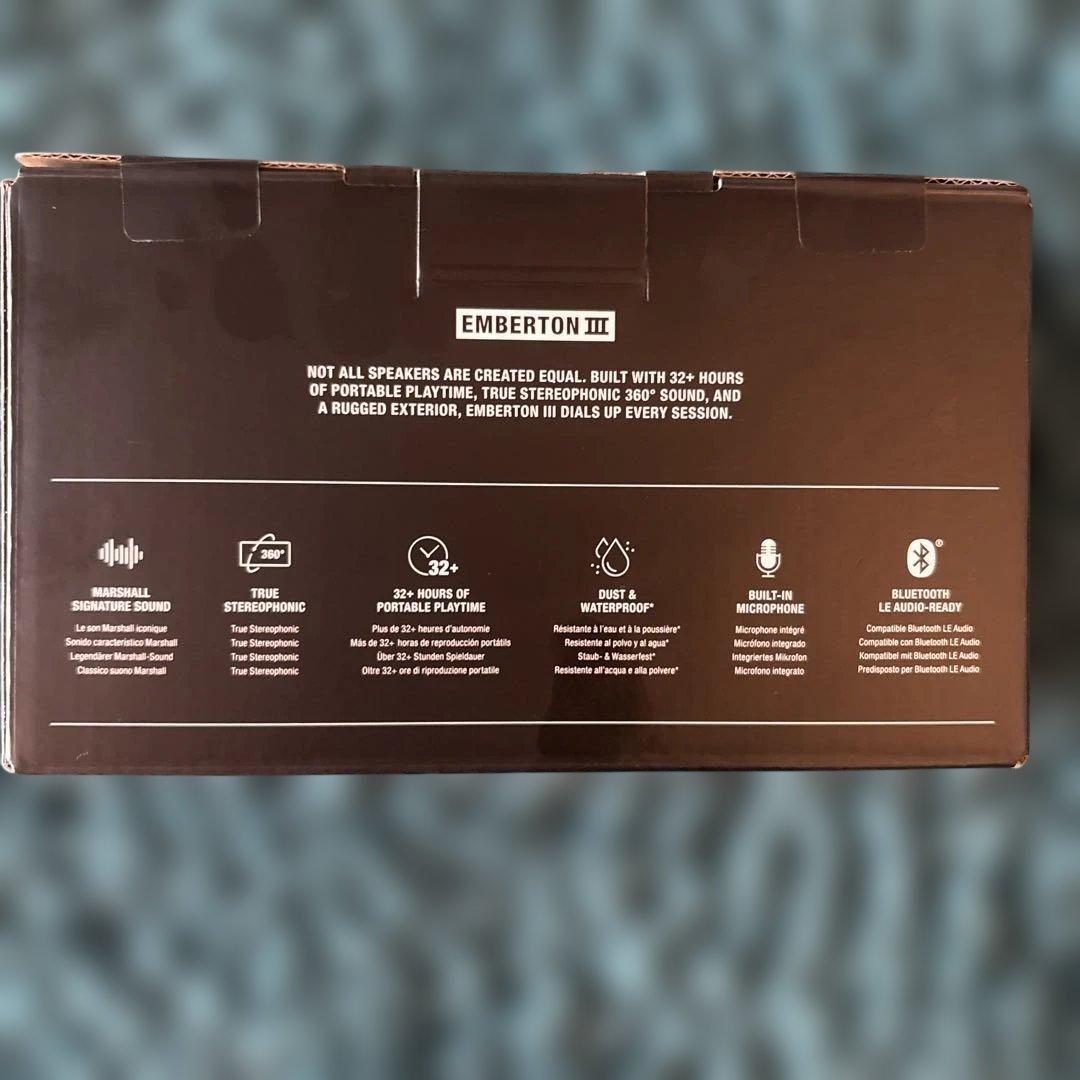 EMBERTON III
NOT ALL SPEAKERS ARE CREATED EQUAL. BUILT WITH 32+ HOURS
OF PORTABLE PLAYTIME, TRUE STEREOPHONIC 360° SOUND, AND
A RUGGED EXTERIOR, EMBERTON III DIALS UP EVERY SESSION.
MARSHALL
SIGNATURE SOUND
Le son Marshall iconique
Sonido característico Marshall
Legendärer Marshall-Sound
Classico suono Marshall
360°
TRUE
STEREOPHONIC
True Stereophonic
True Stereophonic
True Stereophonic
True Stereophonic
32+
32+ HOURS OF
PORTABLE PLAYTIME
Plus de 32+ heures d'autonomie
Más de 32+ horas de reproducción portátils
Über 32+ Stunden Spieldauer
Oltre 32+ ore di riproduzione portatile
DUST &
WATERPROOF*
Résistante à l'eau et à la poussière*
Resistente al polvo y al agua*
Staub- & Wasserfest*
Resistente all'acqua e alla polvere*
BUILT-IN
MICROPHONE
Microphone intégré
Micrófono integrado
Integriertes Mikrofon
Microfono integrato
®
BLUETOOTH
LE AUDIO-READY
Compatible Bluetooth LE Audio
Compatible con Bluetooth LE Audio
Kompatibel mit Bluetooth LE Audio
Predisposto per Bluetooth LE Audio